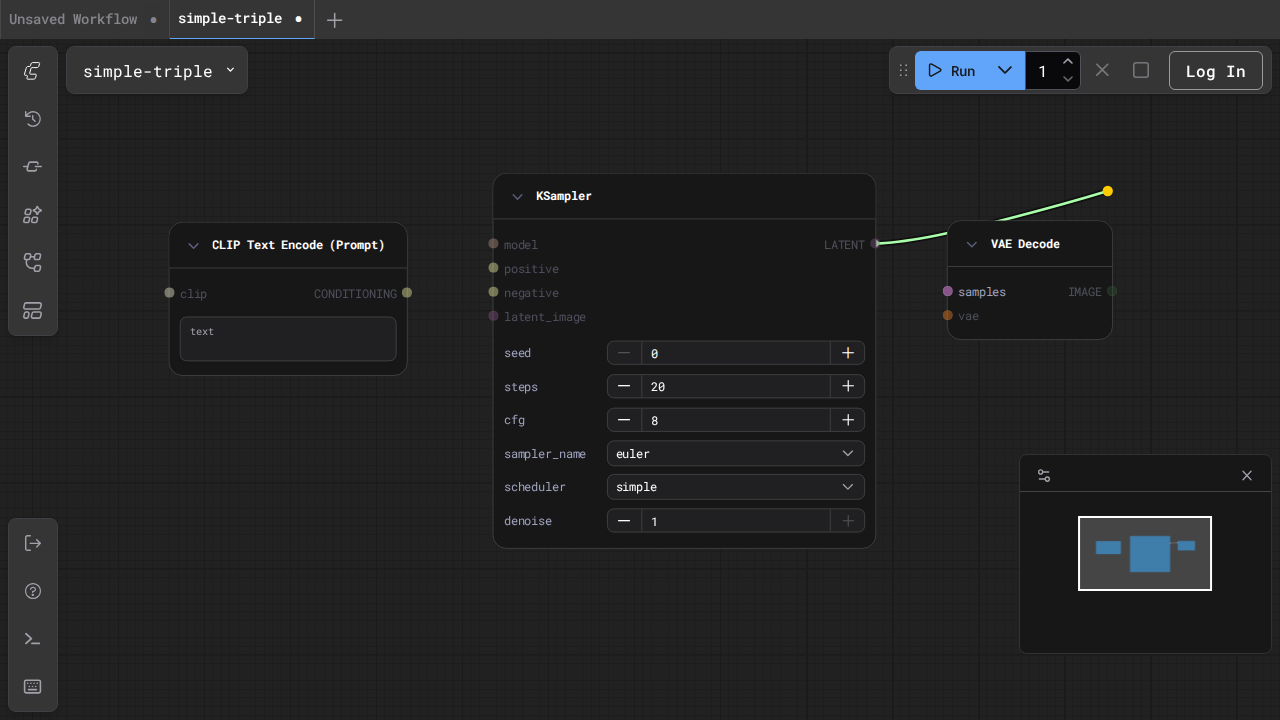 Unsaved Workflow
simple-triple
simple-triple
Run
1
Log In
CLIP Text Encode (Prompt)
clip
CONDITIONING
text
KSampler
model
LATENT
positive
negative
latent_image
seed
0
steps
20
cfg
8
sampler_name
euler
scheduler
simple
denoise
1
VAE Decode
samples
IMAGE
vae